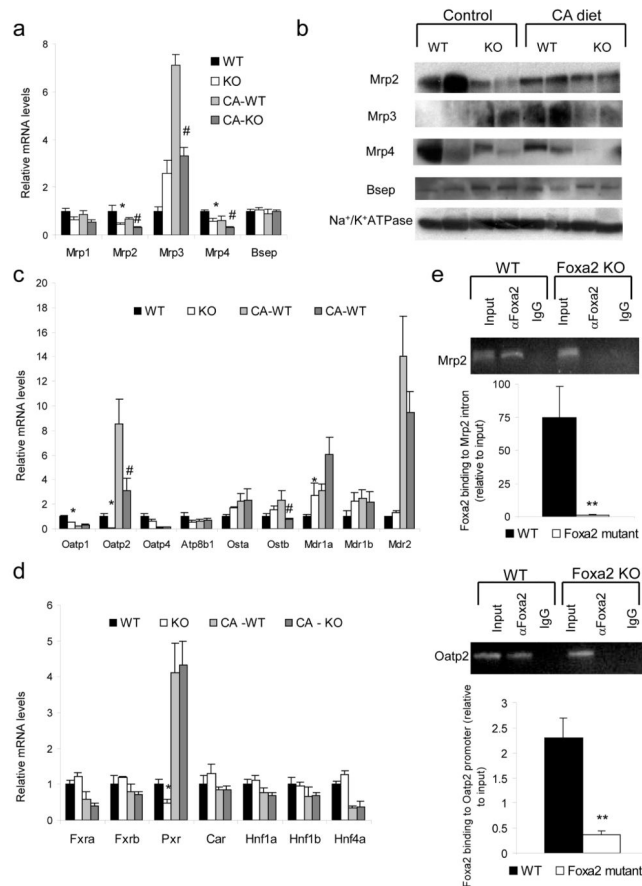 a
Relative mRNA levels
8
6
4
2
0
WT
KO
CA-WT
CA-KO
*
#
*
#
#
Mrp1 Mrp2 Mrp3 Mrp4 Bsep
b
Control CA diet
WT KO WT KO
Mrp2
Mrp3
Mrp4
Bsep
Na⁺/K⁺ATPase
c
Relative mRNA levels
20
18
16
14
12
10
8
6
4
2
0
WT KO CA-WT CA-WT
*
*
#
#
*
Oatp1 Oatp2 Oatp4 Atp8b1 Osta Ostb Mdr1a Mdr1b Mdr2
d
Relative mRNA levels
6
5
4
3
2
1
0
WT KO CA -WT CA - KO
*
Fxra Fxrb Pxr Car Hnf1a Hnf1b Hnf4a
e
WT Foxa2 KO
Input αFoxa2 IgG Input αFoxa2 IgG
Mrp2
Foxa2 binding to Mrp2 intron
(relative to input)
100
75
50
25
0
**
WT Foxa2 mutant
WT Foxa2 KO
Input αFoxa2 IgG Input αFoxa2 IgG
Oatp2
Foxa2 binding to Oatp2 promoter (relative
to input)
3
2.5
2
1.5
1
0.5
0
**
WT Foxa2 mutant